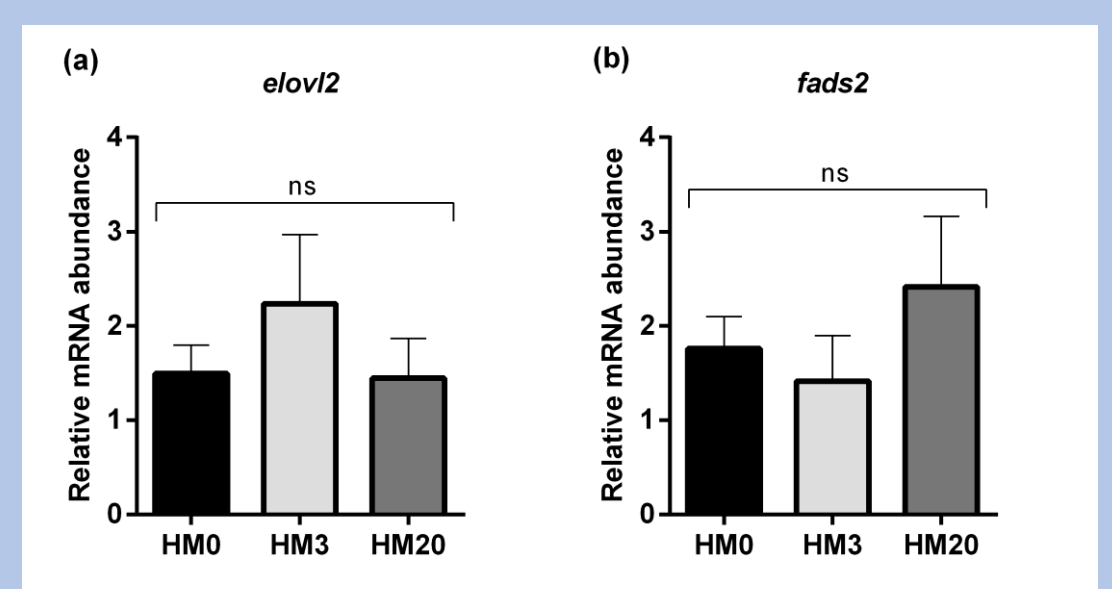 (a)
elovl2
Relative mRNA abundance
4
3
2
1
0
ns
HM0 HM3 HM20
(b)
fads2
Relative mRNA abundance
4
3
2
1
0
ns
HM0 HM3 HM20